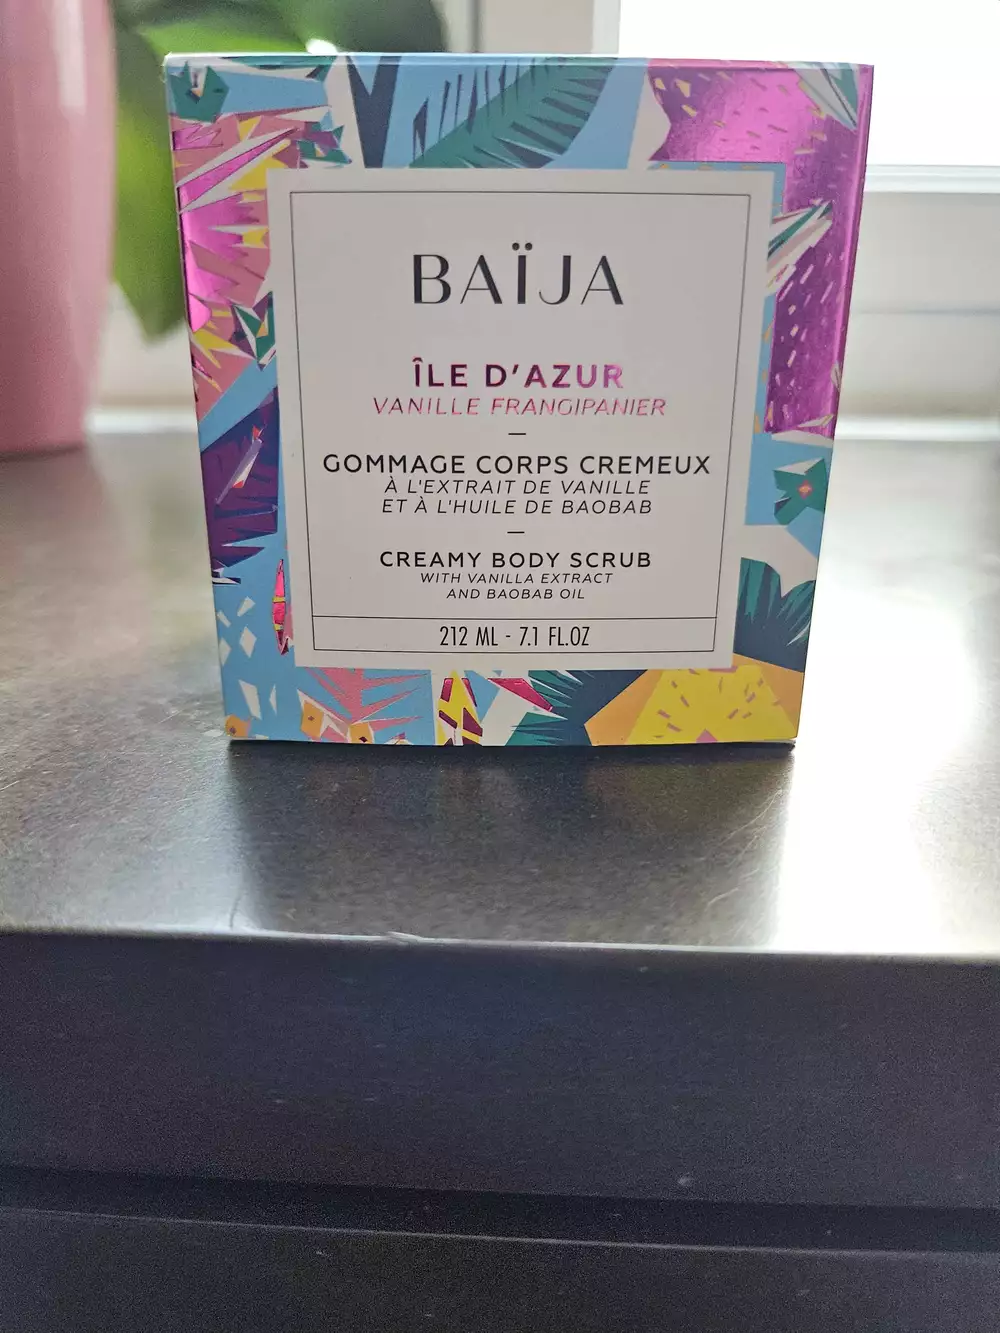 BAÏJA
ÎLE D'AZUR
VANILLE FRANGIPANIER
GOMMAGE CORPS CREMEUX
À L'EXTRAIT DE VANILLE
ET À L'HUILE DE BAOBAB
CREAMY BODY SCRUB
WITH VANILLA EXTRACT
AND BAOBAB OIL
212 ML - 7.1 FL.OZ